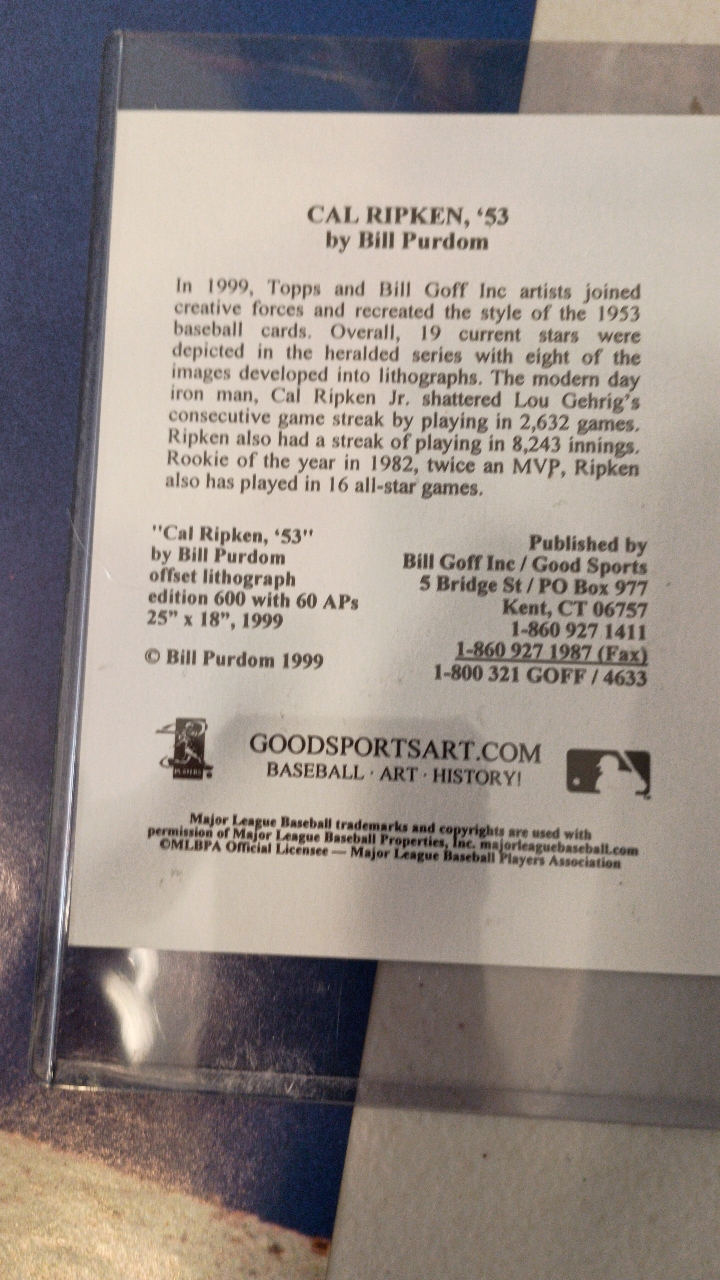 CAL RIPKEN, ‘53
by Bill Purdom
In 1999, Topps and Bill Goff Inc artists joined
creative forces and recreated the style of the 1953
baseball cards. Overall, 19 current stars were
depicted in the heralded series with eight of the
images developed into lithographs. The modern day
iron man, Cal Ripken Jr. shattered Lou Gehrig’s
consecutive game streak by playing in 2,632 games.
Ripken also had a streak of playing in 8,243 innings.
Rookie of the year in 1982, twice an MVP, Ripken
also has played in 16 all-star games.
"Cal Ripken, ‘53"
by Bill Purdom
offset lithograph
edition 600 with 60 APs
25” x 18”, 1999
© Bill Purdom 1999
Published by
Bill Goff Inc / Good Sports
5 Bridge St / PO Box 977
Kent, CT 06757
1-860 927 1411
1-860 927 1987 (Fax)
1-800 321 GOFF / 4633
PLAYERS
GOODSPORTSART.COM
BASEBALL · ART · HISTORY!
Major League Baseball trademarks and copyrights are used with
permission of Major League Baseball Properties, Inc. majorleaguebaseball.com
©MLBPA Official Licensee — Major League Baseball Players Association